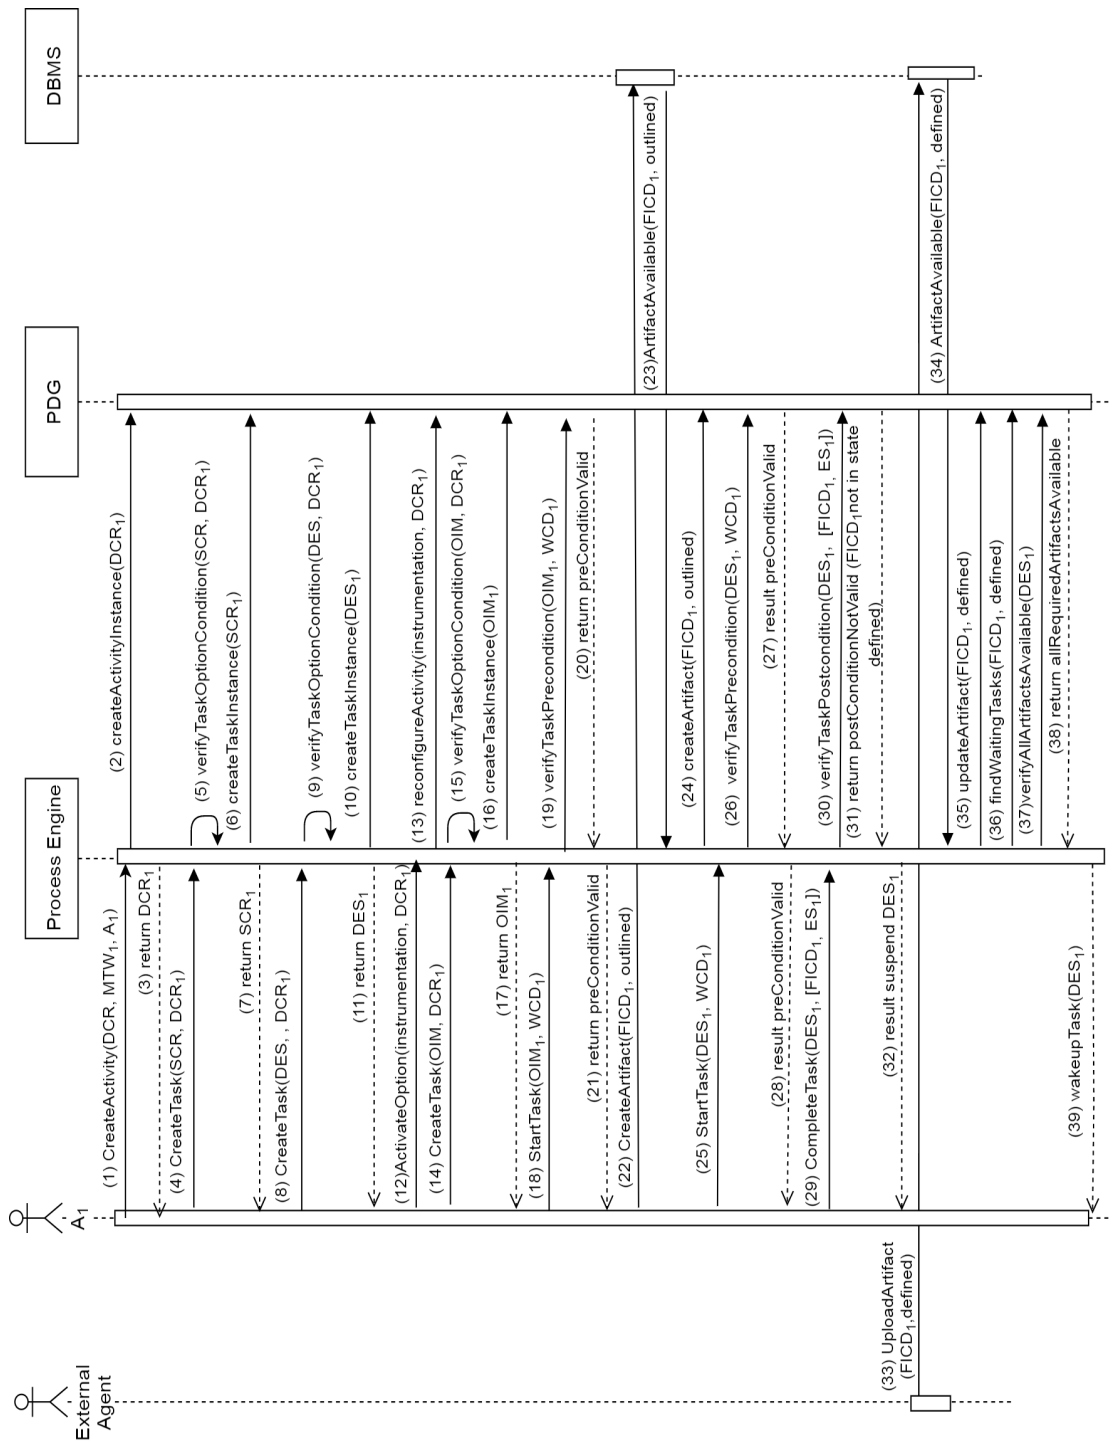 External
Agent
A1
Process Engine
PDG
DBMS
(1) CreateActivity(DCR, MTW1, A1)
(2) createActivityInstance(DCR1)
(3) return DCR1
(4) CreateTask(SCR, DCR1)
(5) verifyTaskOptionCondition(SCR, DCR1)
(6) createTaskInstance(SCR1)
(7) return SCR1
(8) CreateTask(DES, , DCR1)
(9) verifyTaskOptionCondition(DES, DCR1)
(10) createTaskInstance(DES1)
(11) return DES1
(12)ActivateOption(instrumentation, DCR1)
(13) reconfigureActivity(instrumentation, DCR1)
(14) CreateTask(OIM, DCR1)
(15) verifyTaskOptionCondition(OIM, DCR1)
(16) createTaskInstance(OIM1)
(17) return OIM1
(18) StartTask(OIM1, WCD1)
(19) verifyTaskPrecondition(OIM1, WCD1)
(20) return preConditionValid
(21) return preConditionValid
(22) CreateArtifact(FICD1, outlined)
(23)ArtifactAvailable(FICD1, outlined)
(24) createArtifact(FICD1, outlined)
(25) StartTask(DES1, WCD1)
(26) verifyTaskPrecondition(DES1, WCD1)
(27) result preConditionValid
(28) result preConditionValid
(29) CompleteTask(DES1, [FICD1, ES1])
(30) verifyTaskPostcondition(DES1, [FICD1, ES1])
(31) return postConditionNotValid (FICD1not in state
defined)
(32) result suspend DES1
(33) UploadArtifact
(FICD1,defined)
(34) ArtifactAvailable(FICD1, defined)
(35) updateArtifact(FICD1, defined)
(36) findWaitingTasks(FICD1, defined)
(37)verifyAllArtifactsAvailable(DES1)
(38) return allRequiredArtifactsAvailable
(39) wakeupTask(DES1)